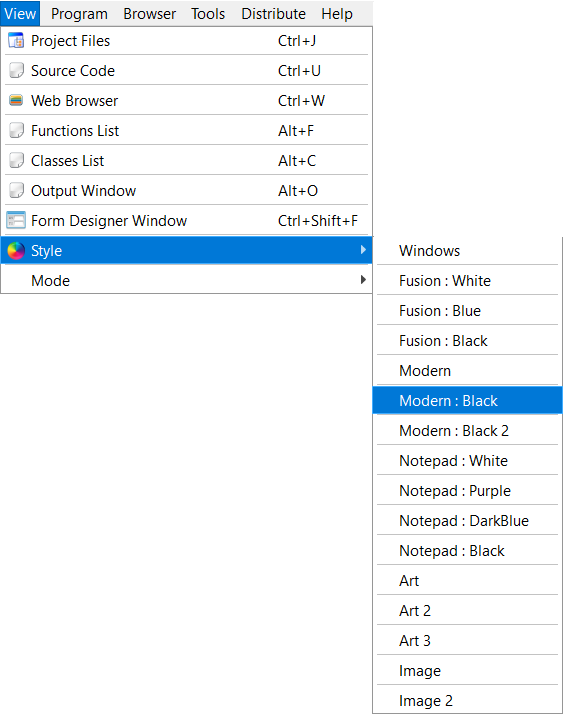 View Program Browser Tools Distribute Help
Project Files Ctrl+J
Source Code Ctrl+U
Web Browser Ctrl+W
Functions List Alt+F
Classes List Alt+C
Output Window Alt+O
Form Designer Window Ctrl+Shift+F
Style
Mode
Windows
Fusion : White
Fusion : Blue
Fusion : Black
Modern
Modern : Black
Modern : Black 2
Notepad : White
Notepad : Purple
Notepad : DarkBlue
Notepad : Black
Art
Art 2
Art 3
Image
Image 2